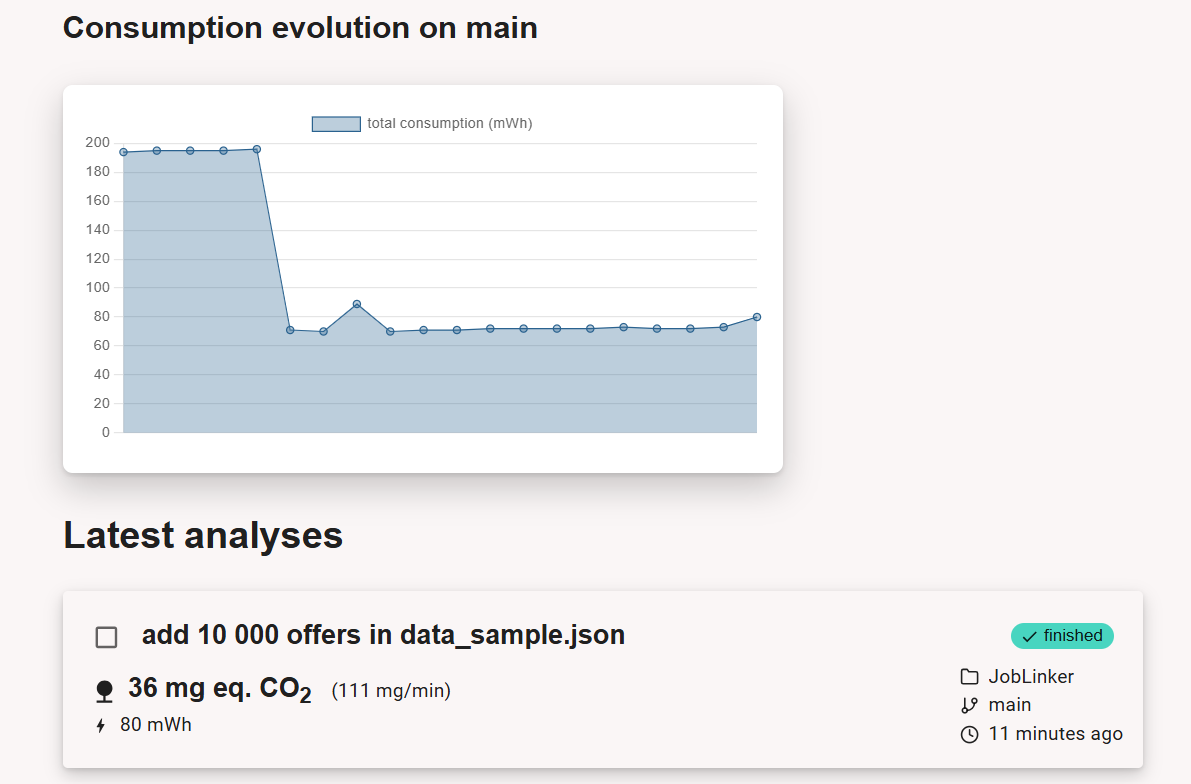 Consumption evolution on main
total consumption (mWh)
200
180
160
140
120
100
80
60
40
20
0
Latest analyses
add 10 000 offers in data_sample.json
finished
36 mg eq. CO₂ (111 mg/min)
JobLinker
80 mWh
main
11 minutes ago